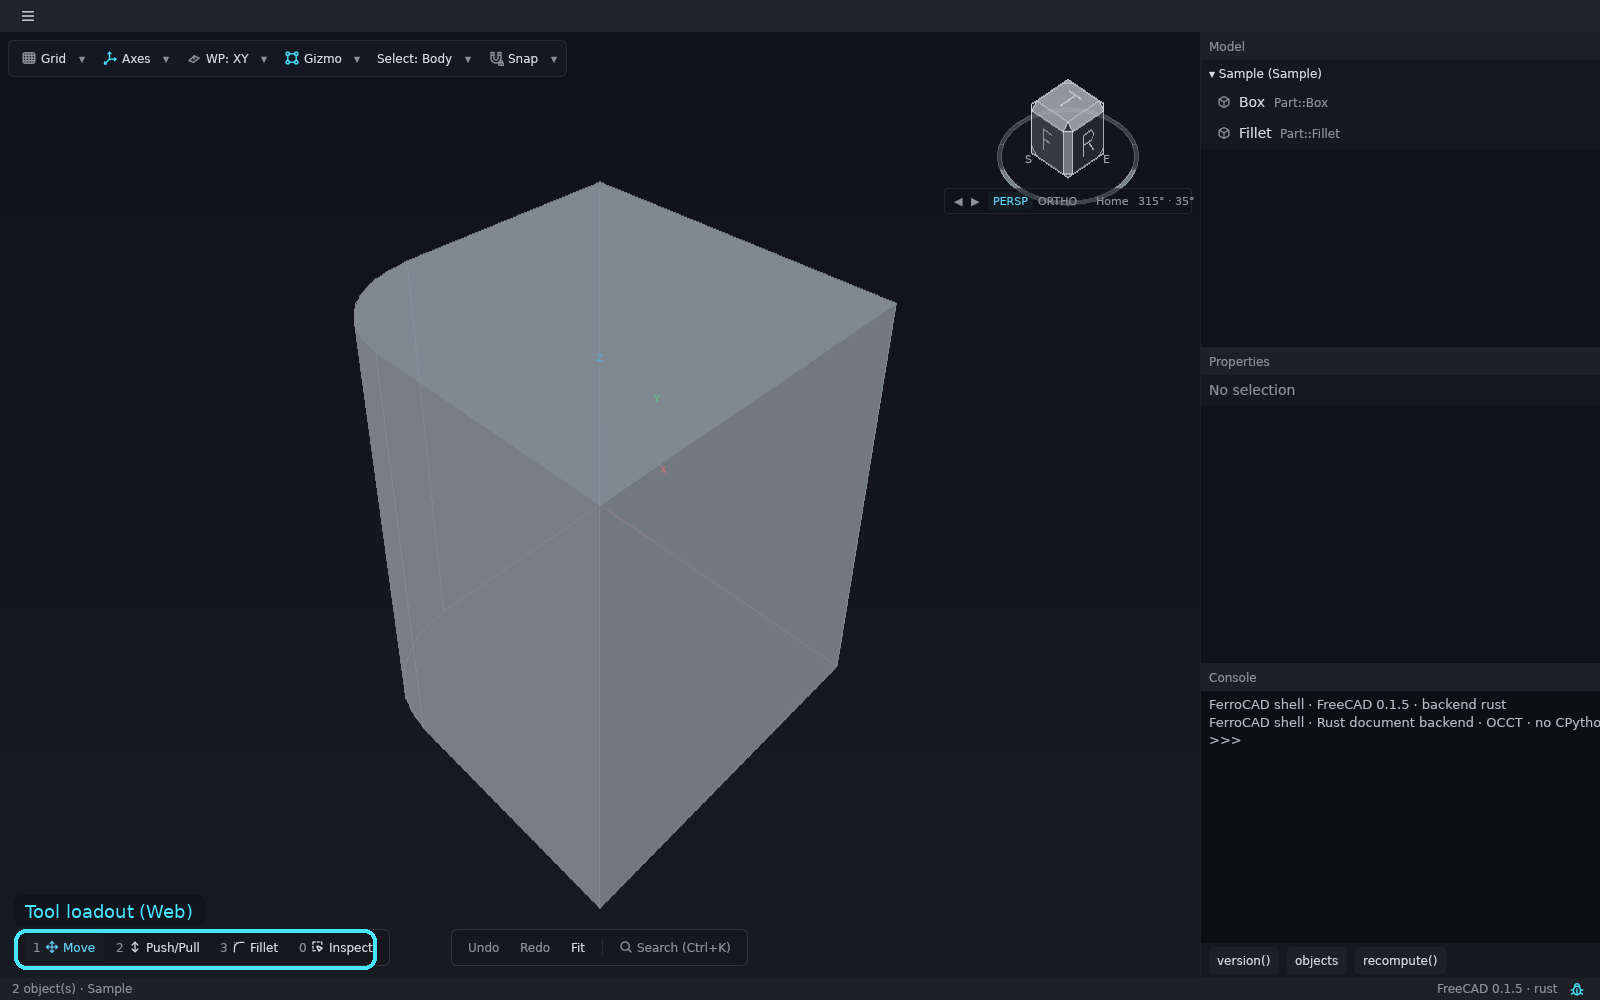 Grid ▾ Axes ▾ WP: XY ▾ Gizmo ▾ Select: Body ▾ Snap ▾
T
F R
S E
◀ ▶ PERSP ORTHO Home 315° · 35°
Z
Y
X
Model
▾ Sample (Sample)
Box Part::Box
Fillet Part::Fillet
Properties
No selection
Console
FerroCAD shell · FreeCAD 0.1.5 · backend rust
FerroCAD shell · Rust document backend · OCCT · no CPytho
>>>
version() objects recompute()
Tool loadout (Web)
1 Move 2 Push/Pull 3 Fillet 0 Inspect
Undo Redo Fit Search (Ctrl+K)
2 object(s) · Sample
FreeCAD 0.1.5 · rust